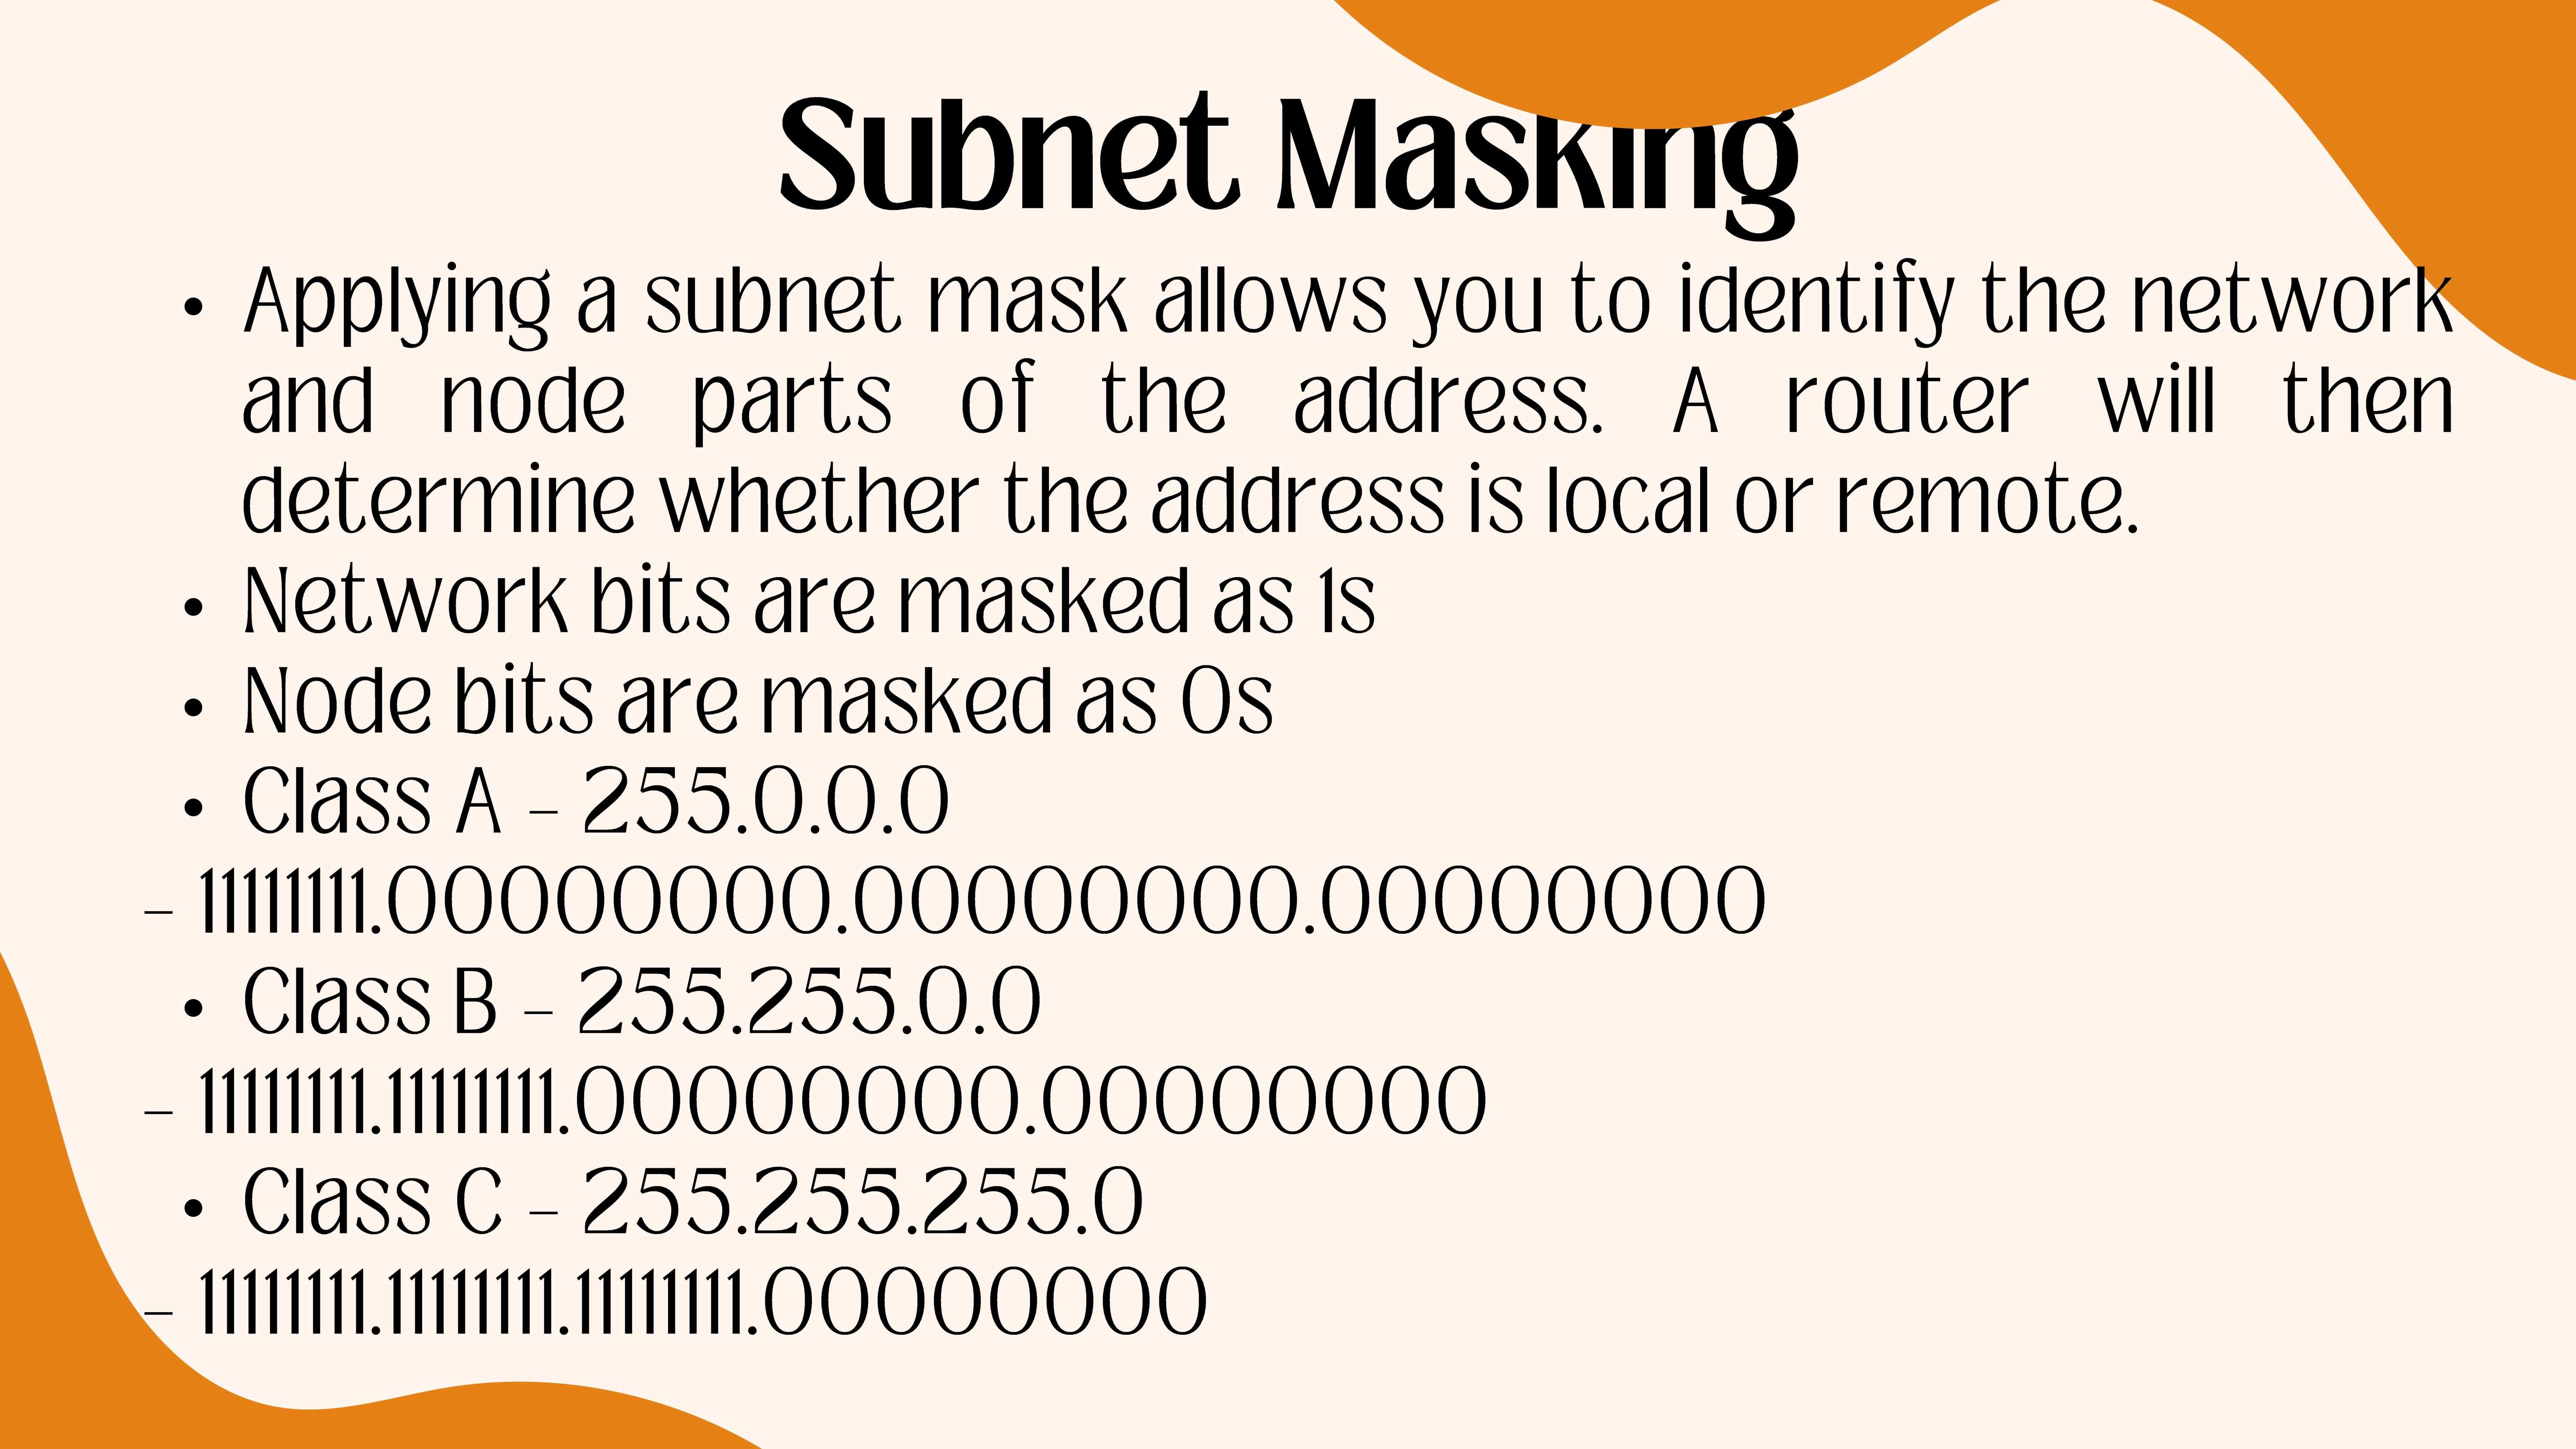 Subnet Masking
• Applying a subnet mask allows you to identify the network
and node parts of the address. A router will then
determine whether the address is local or remote.
• Network bits are masked as 1s
• Node bits are masked as 0s
• Class A – 255.0.0.0
– 11111111.00000000.00000000.00000000
• Class B – 255.255.0.0
– 11111111.11111111.00000000.00000000
• Class C – 255.255.255.0
– 11111111.11111111.11111111.00000000